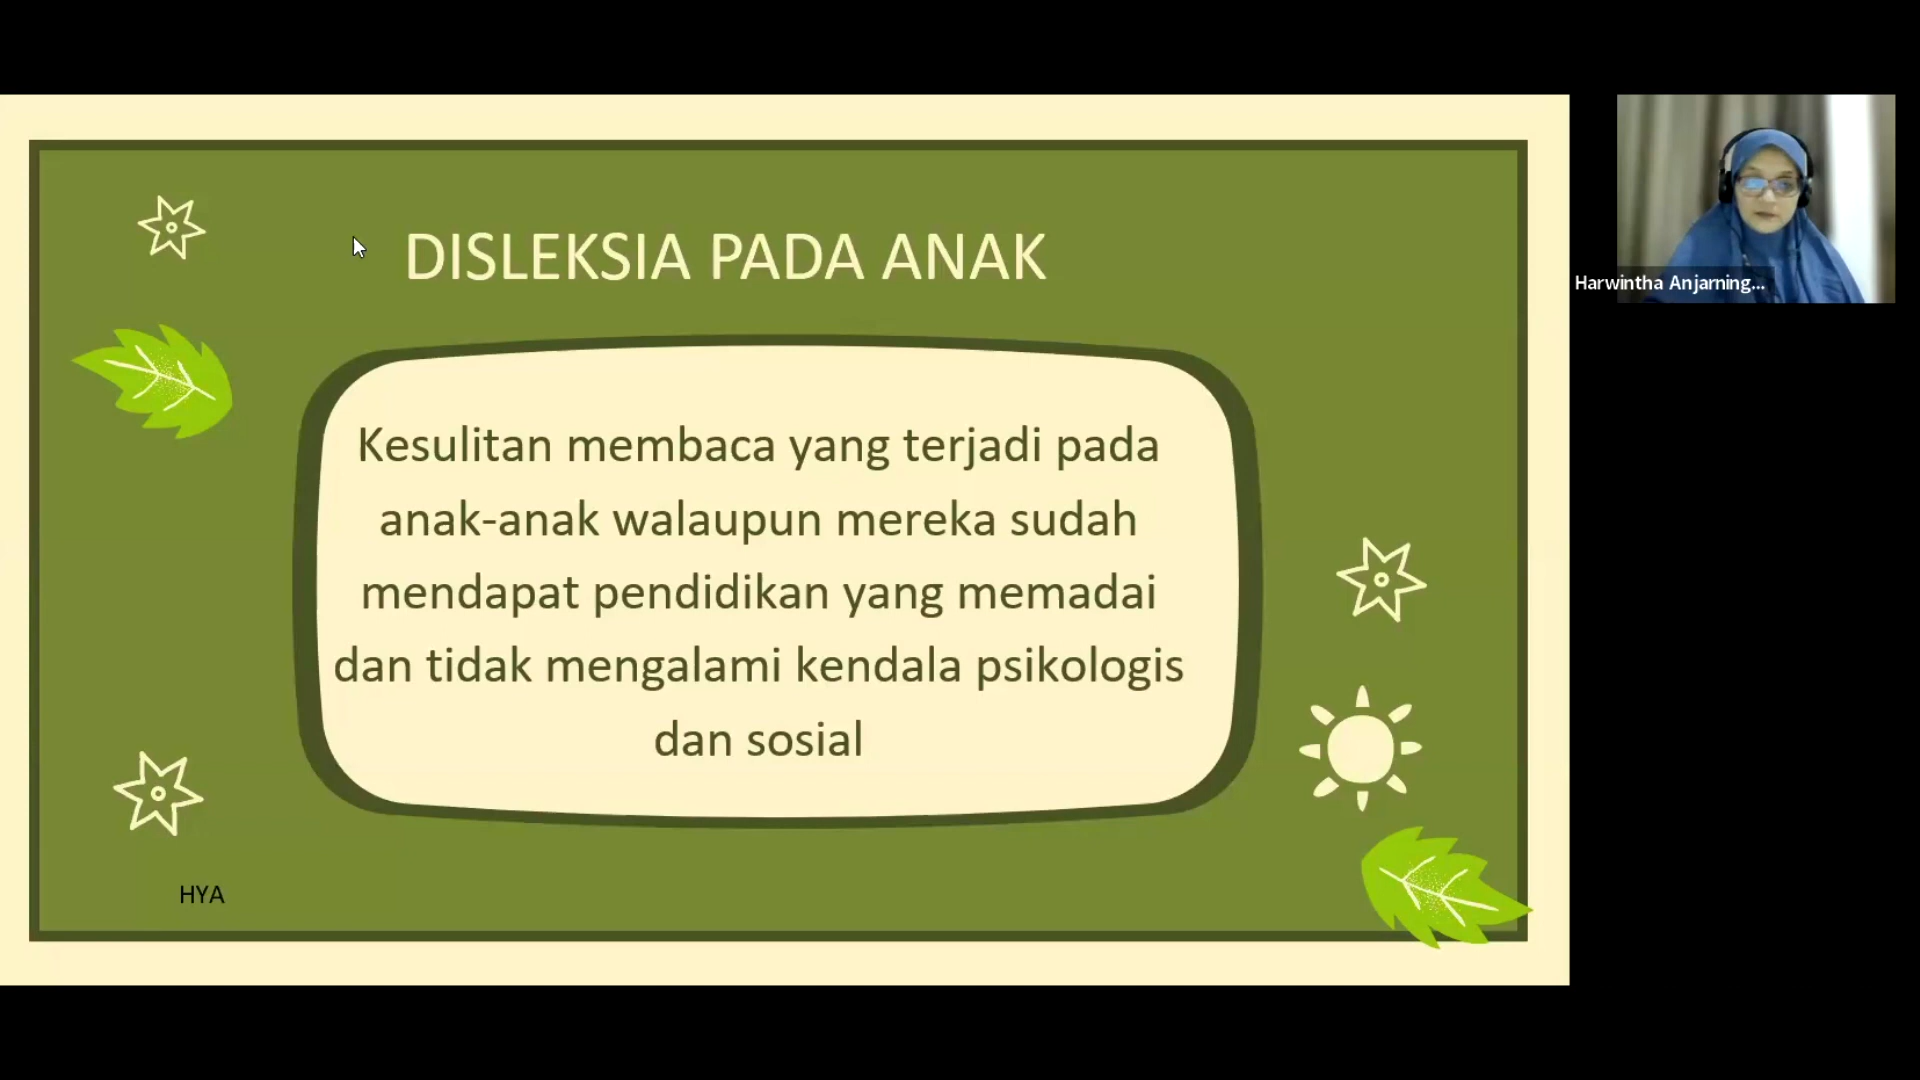 DISLEKSIA PADA ANAK
Kesulitan membaca yang terjadi pada
anak-anak walaupun mereka sudah
mendapat pendidikan yang memadai
dan tidak mengalami kendala psikologis
dan sosial
HYA
Harwintha Anjarning...